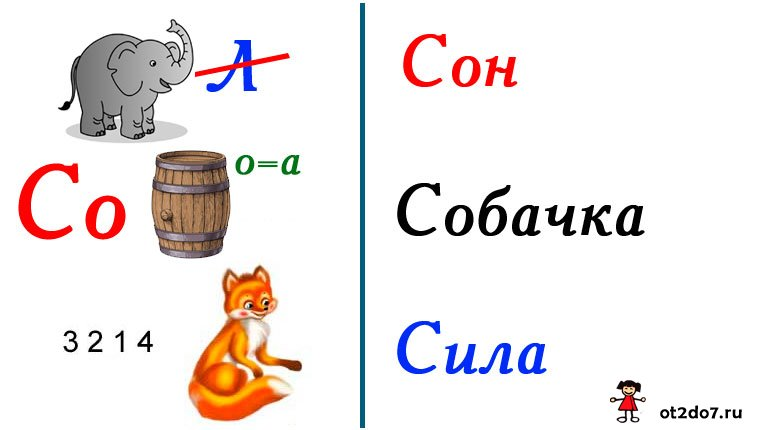 Л
Сон
Со
о=а
Собачка
3 2 1 4
Сила
ot2do7.ru